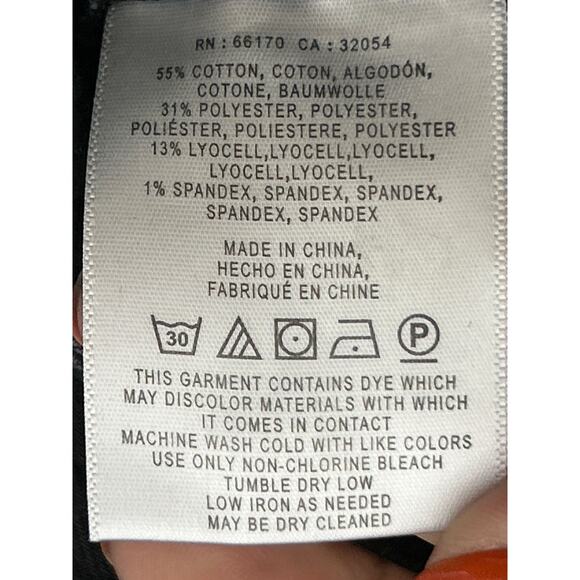 RN : 66170 CA : 32054
55% COTTON, COTON, ALGODÓN,
COTONE, BAUMWOLLE
31% POLYESTER, POLYESTER,
POLIÉSTER, POLIESTERE, POLYESTER
13% LYOCELL,LYOCELL,LYOCELL,
LYOCELL,LYOCELL,
1% SPANDEX, SPANDEX, SPANDEX,
SPANDEX, SPANDEX
MADE IN CHINA,
HECHO EN CHINA,
FABRIQUÉ EN CHINE
30 P
THIS GARMENT CONTAINS DYE WHICH
MAY DISCOLOR MATERIALS WITH WHICH
IT COMES IN CONTACT
MACHINE WASH COLD WITH LIKE COLORS
USE ONLY NON-CHLORINE BLEACH
TUMBLE DRY LOW
LOW IRON AS NEEDED
MAY BE DRY CLEANED